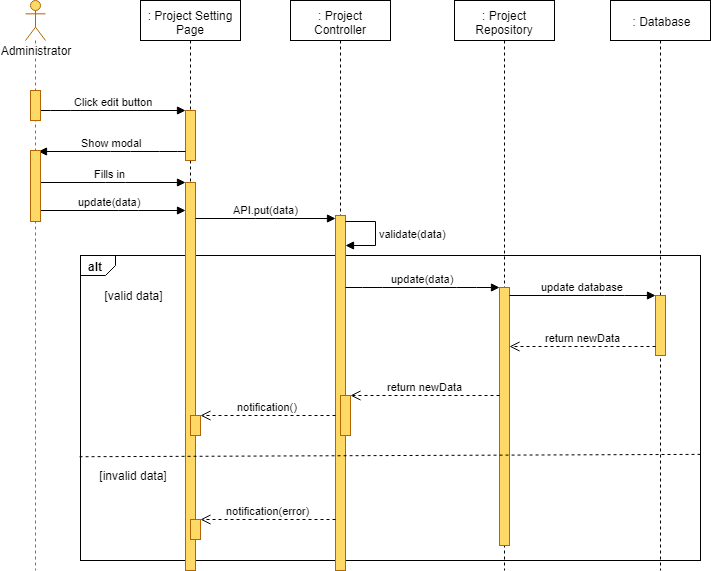 Administrator
: Project Setting
Page
: Project
Controller
: Project
Repository
: Database
Click edit button
Show modal
Fills in
update(data)
API.put(data)
validate(data)
alt
[valid data]
update(data)
update database
return newData
return newData
notification()
[invalid data]
notification(error)